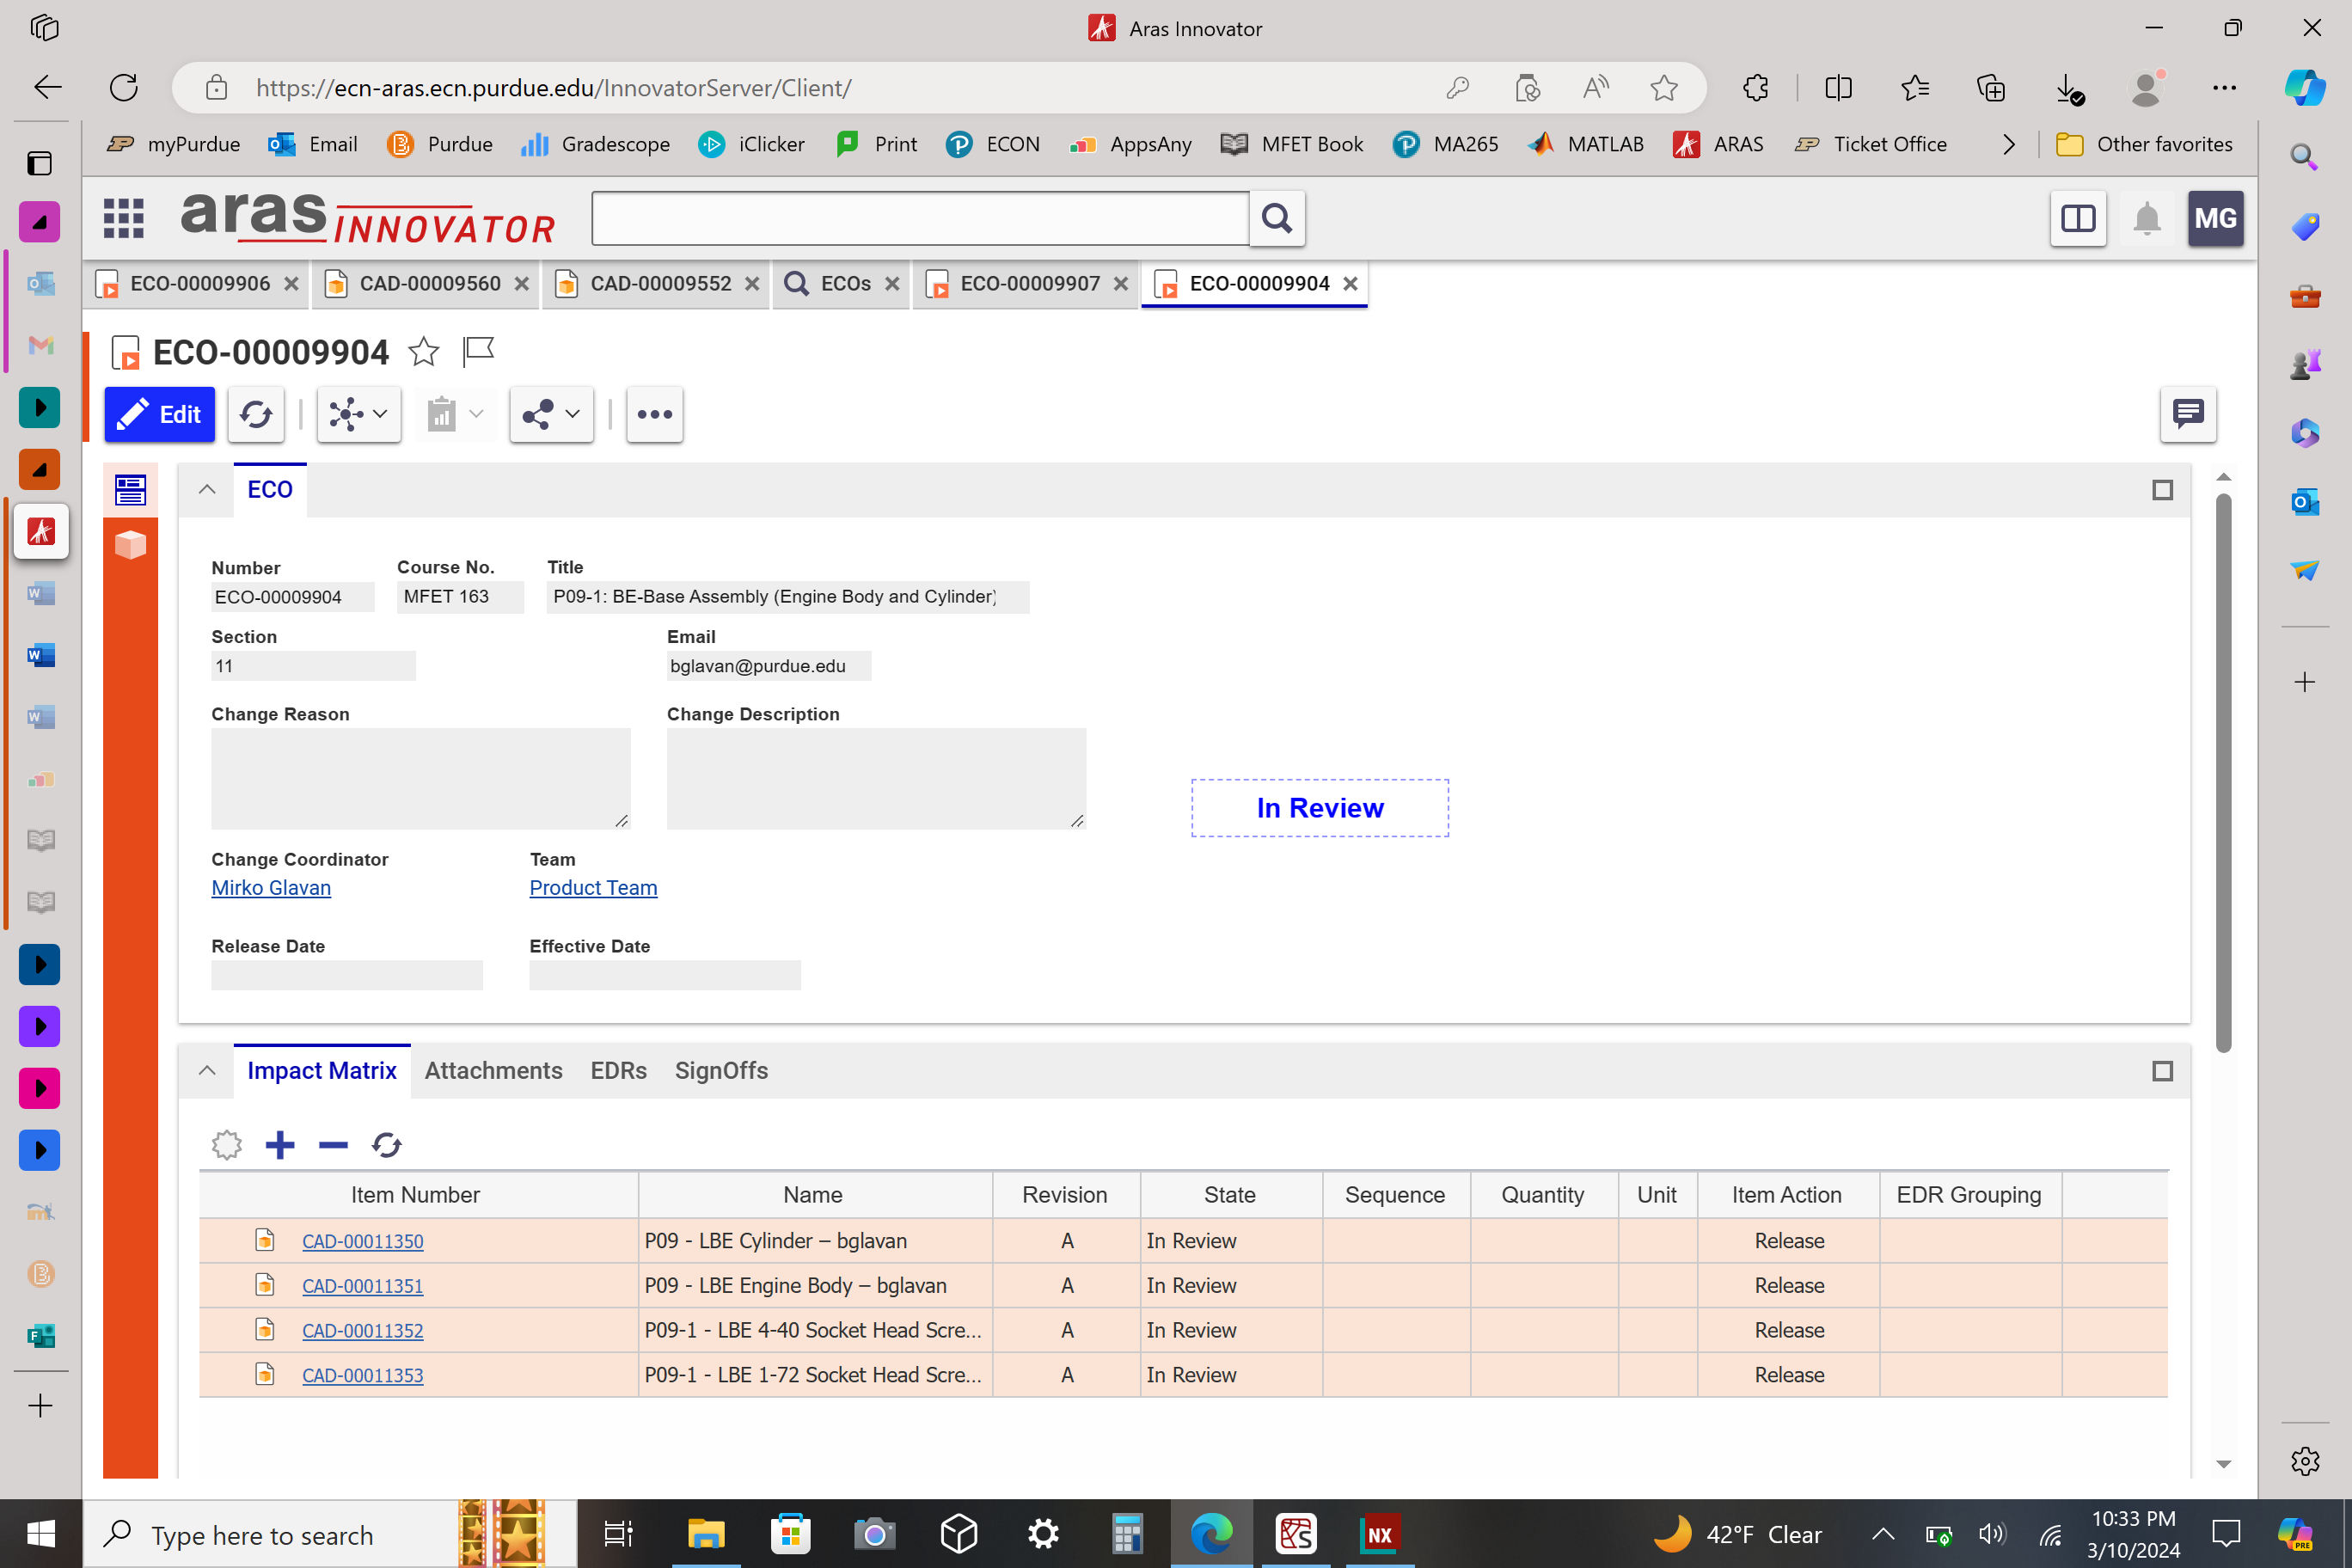 Aras Innovator
https://ecn-aras.ecn.purdue.edu/InnovatorServer/Client/
myPurdue Email Purdue Gradescope iClicker Print ECON AppsAny MFET Book MA265 MATLAB ARAS Ticket Office Other favorites
aras INNOVATOR MG
ECO-00009906 CAD-00009560 CAD-00009552 ECOs ECO-00009907 ECO-00009904
ECO-00009904
Edit
ECO
Number Course No. Title
ECO-00009904 MFET 163 P09-1: BE-Base Assembly (Engine Body and Cylinder)
Section Email
11 bglavan@purdue.edu
Change Reason Change Description
In Review
Change Coordinator Team
Mirko Glavan Product Team
Release Date Effective Date
Impact Matrix Attachments EDRs SignOffs
Item Number Name Revision State Sequence Quantity Unit Item Action EDR Grouping
CAD-00011350 P09 - LBE Cylinder – bglavan A In Review Release
CAD-00011351 P09 - LBE Engine Body – bglavan A In Review Release
CAD-00011352 P09-1 - LBE 4-40 Socket Head Scre... A In Review Release
CAD-00011353 P09-1 - LBE 1-72 Socket Head Scre... A In Review Release
Type here to search NX 42°F Clear 10:33 PM
3/10/2024 PRE